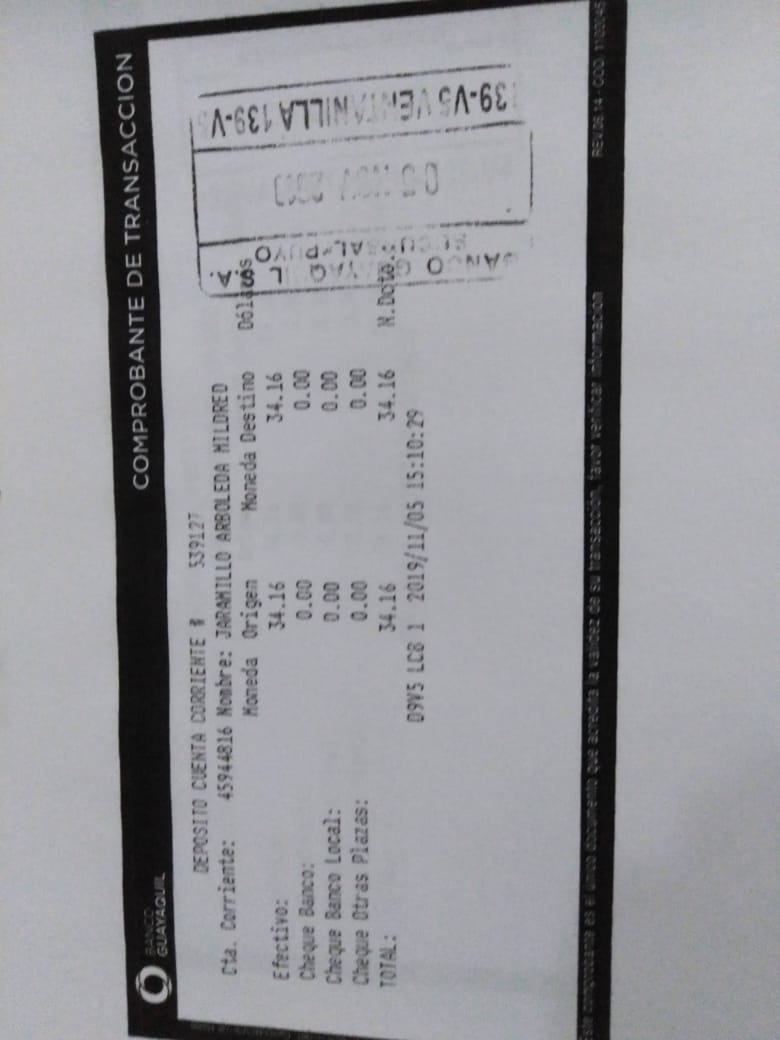 BANCO
GUAYAQUIL
COMPROBANTE DE TRANSACCION
DEPOSITO CUENTA CORRIENTE # 539127
Cta. Corriente: 45944816 Nombre: JARAMILLO ARBOLEDA MILDRED
Moneda Origen Moneda Destino Dólares
Efectivo: 34.16 34.16
Cheque Banco: 0.00 0.00
Cheque Banco Local: 0.00 0.00
Cheque Otras Plazas: 0.00 0.00
TOTAL: 34.16 34.16 N.Dcto.
09V5 LC8 1 2019/11/05 15:10:29
BANCO GUAYAQUIL S.A.
SUCURSAL PUYO
05 NOV
139-V5 VENTANILLA 139-V5
Este comprobante es el único documento que acredita la validez de su transacción, favor verificar información
REV.06.14 - COD. 1100045